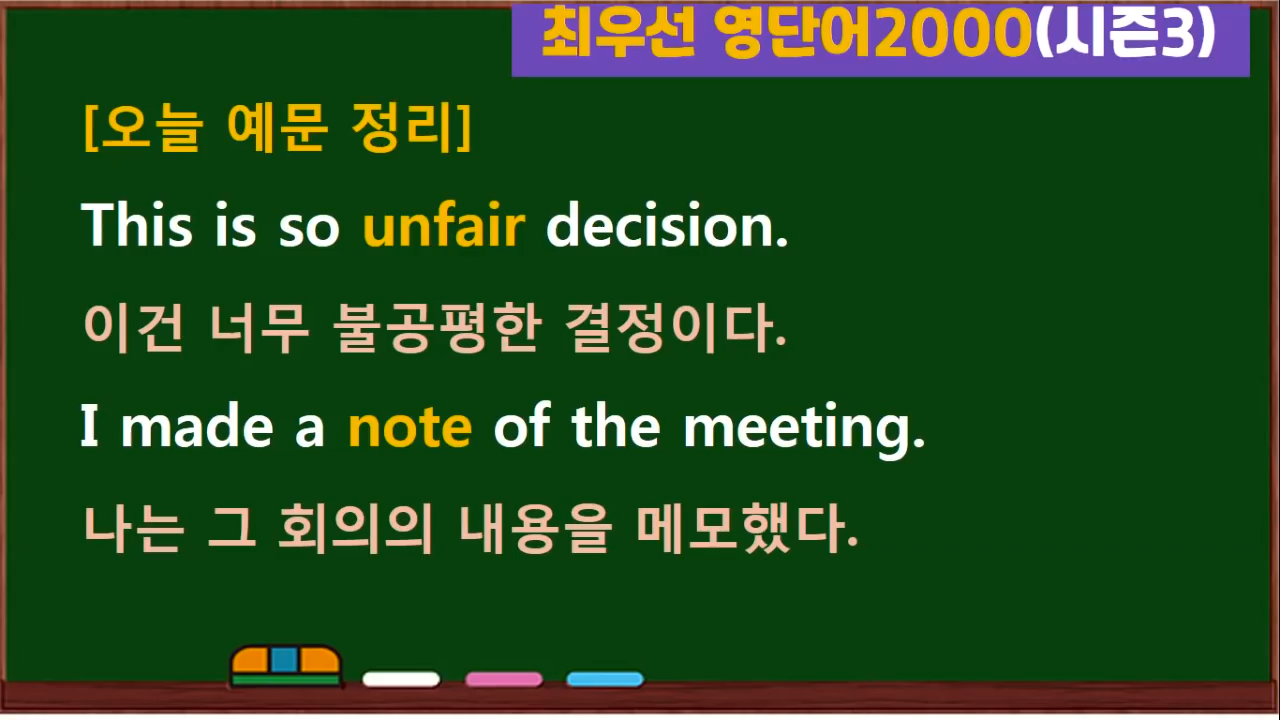 최우선 영단어2000(시즌3)
[오늘 예문 정리]
This is so unfair decision.
이건 너무 불공평한 결정이다.
I made a note of the meeting.
나는 그 회의의 내용을 메모했다.